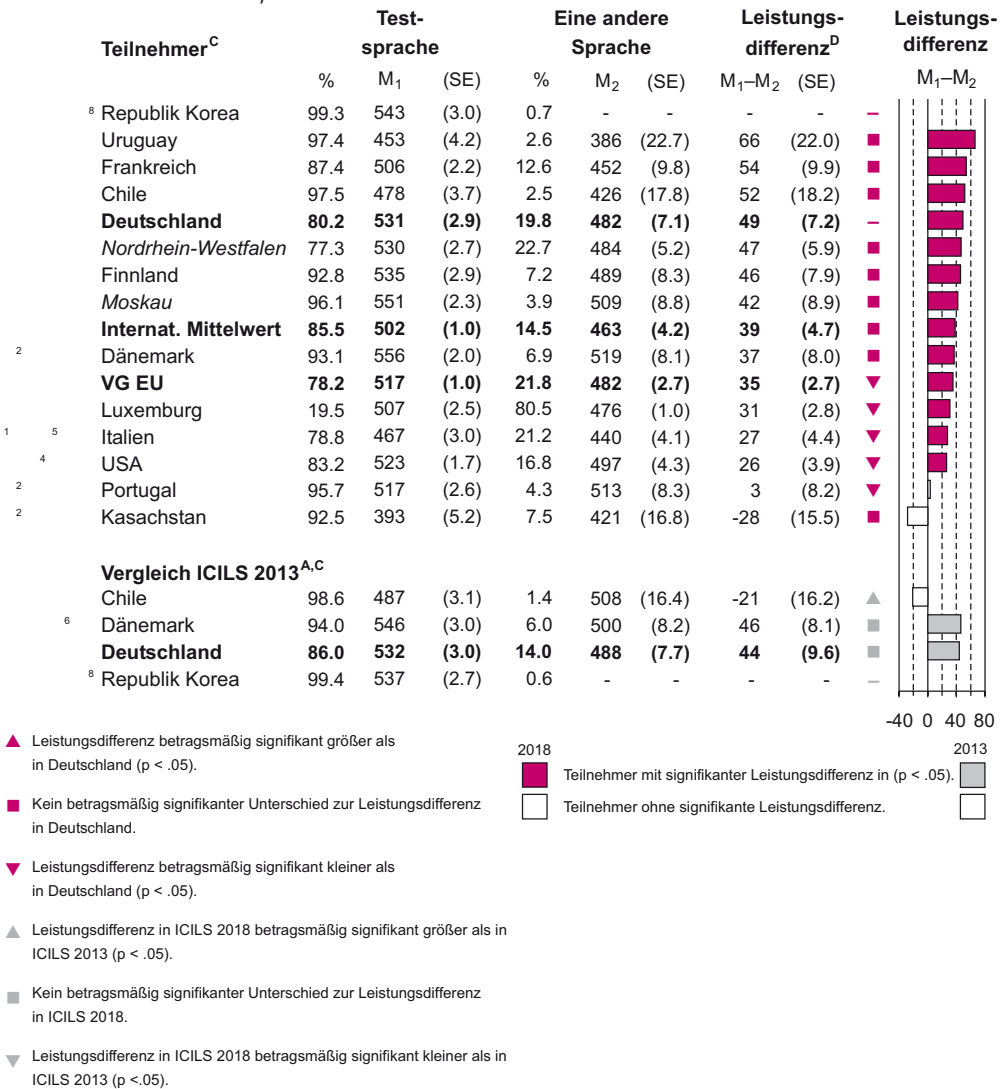 Test- Eine andere Leistungs- Leistungs-
Teilnehmer^C sprache Sprache differenz^D differenz
% M₁ (SE) % M₂ (SE) M₁–M₂ (SE) M₁–M₂
⁸ Republik Korea 99.3 543 (3.0) 0.7 - - - - –
Uruguay 97.4 453 (4.2) 2.6 386 (22.7) 66 (22.0) ■
Frankreich 87.4 506 (2.2) 12.6 452 (9.8) 54 (9.9) ■
Chile 97.5 478 (3.7) 2.5 426 (17.8) 52 (18.2) ■
Deutschland 80.2 531 (2.9) 19.8 482 (7.1) 49 (7.2) –
Nordrhein-Westfalen 77.3 530 (2.7) 22.7 484 (5.2) 47 (5.9) ■
Finnland 92.8 535 (2.9) 7.2 489 (8.3) 46 (7.9) ■
Moskau 96.1 551 (2.3) 3.9 509 (8.8) 42 (8.9) ■
Internat. Mittelwert 85.5 502 (1.0) 14.5 463 (4.2) 39 (4.7) ■
² Dänemark 93.1 556 (2.0) 6.9 519 (8.1) 37 (8.0) ■
VG EU 78.2 517 (1.0) 21.8 482 (2.7) 35 (2.7) ▼
Luxemburg 19.5 507 (2.5) 80.5 476 (1.0) 31 (2.8) ▼
¹ ⁵ Italien 78.8 467 (3.0) 21.2 440 (4.1) 27 (4.4) ▼
⁴ USA 83.2 523 (1.7) 16.8 497 (4.3) 26 (3.9) ▼
² Portugal 95.7 517 (2.6) 4.3 513 (8.3) 3 (8.2) ▼
² Kasachstan 92.5 393 (5.2) 7.5 421 (16.8) -28 (15.5) ■
Vergleich ICILS 2013^A,C
Chile 98.6 487 (3.1) 1.4 508 (16.4) -21 (16.2) ▲
⁶ Dänemark 94.0 546 (3.0) 6.0 500 (8.2) 46 (8.1) ■
Deutschland 86.0 532 (3.0) 14.0 488 (7.7) 44 (9.6) ■
⁸ Republik Korea 99.4 537 (2.7) 0.6 - - - - –
-40 0 40 80
▲ Leistungsdifferenz betragsmäßig signifikant größer als
in Deutschland (p < .05).
■ Kein betragsmäßig signifikanter Unterschied zur Leistungsdifferenz
in Deutschland.
▼ Leistungsdifferenz betragsmäßig signifikant kleiner als
in Deutschland (p < .05).
▲ Leistungsdifferenz in ICILS 2018 betragsmäßig signifikant größer als in
ICILS 2013 (p < .05).
■ Kein betragsmäßig signifikanter Unterschied zur Leistungsdifferenz
in ICILS 2018.
▼ Leistungsdifferenz in ICILS 2018 betragsmäßig signifikant kleiner als in
ICILS 2013 (p <.05).
2018 2013
Teilnehmer mit signifikanter Leistungsdifferenz in (p < .05).
Teilnehmer ohne signifikante Leistungsdifferenz.